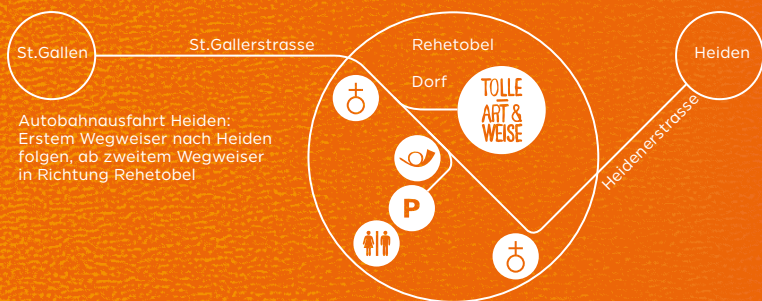 St.Gallen
St.Gallerstrasse
Rehetobel
Dorf
Heiden
TOLLE
ART &
WEISE
Heidenerstrasse
Autobahnausfahrt Heiden:
Erstem Wegweiser nach Heiden
folgen, ab zweitem Wegweiser
in Richtung Rehetobel
P